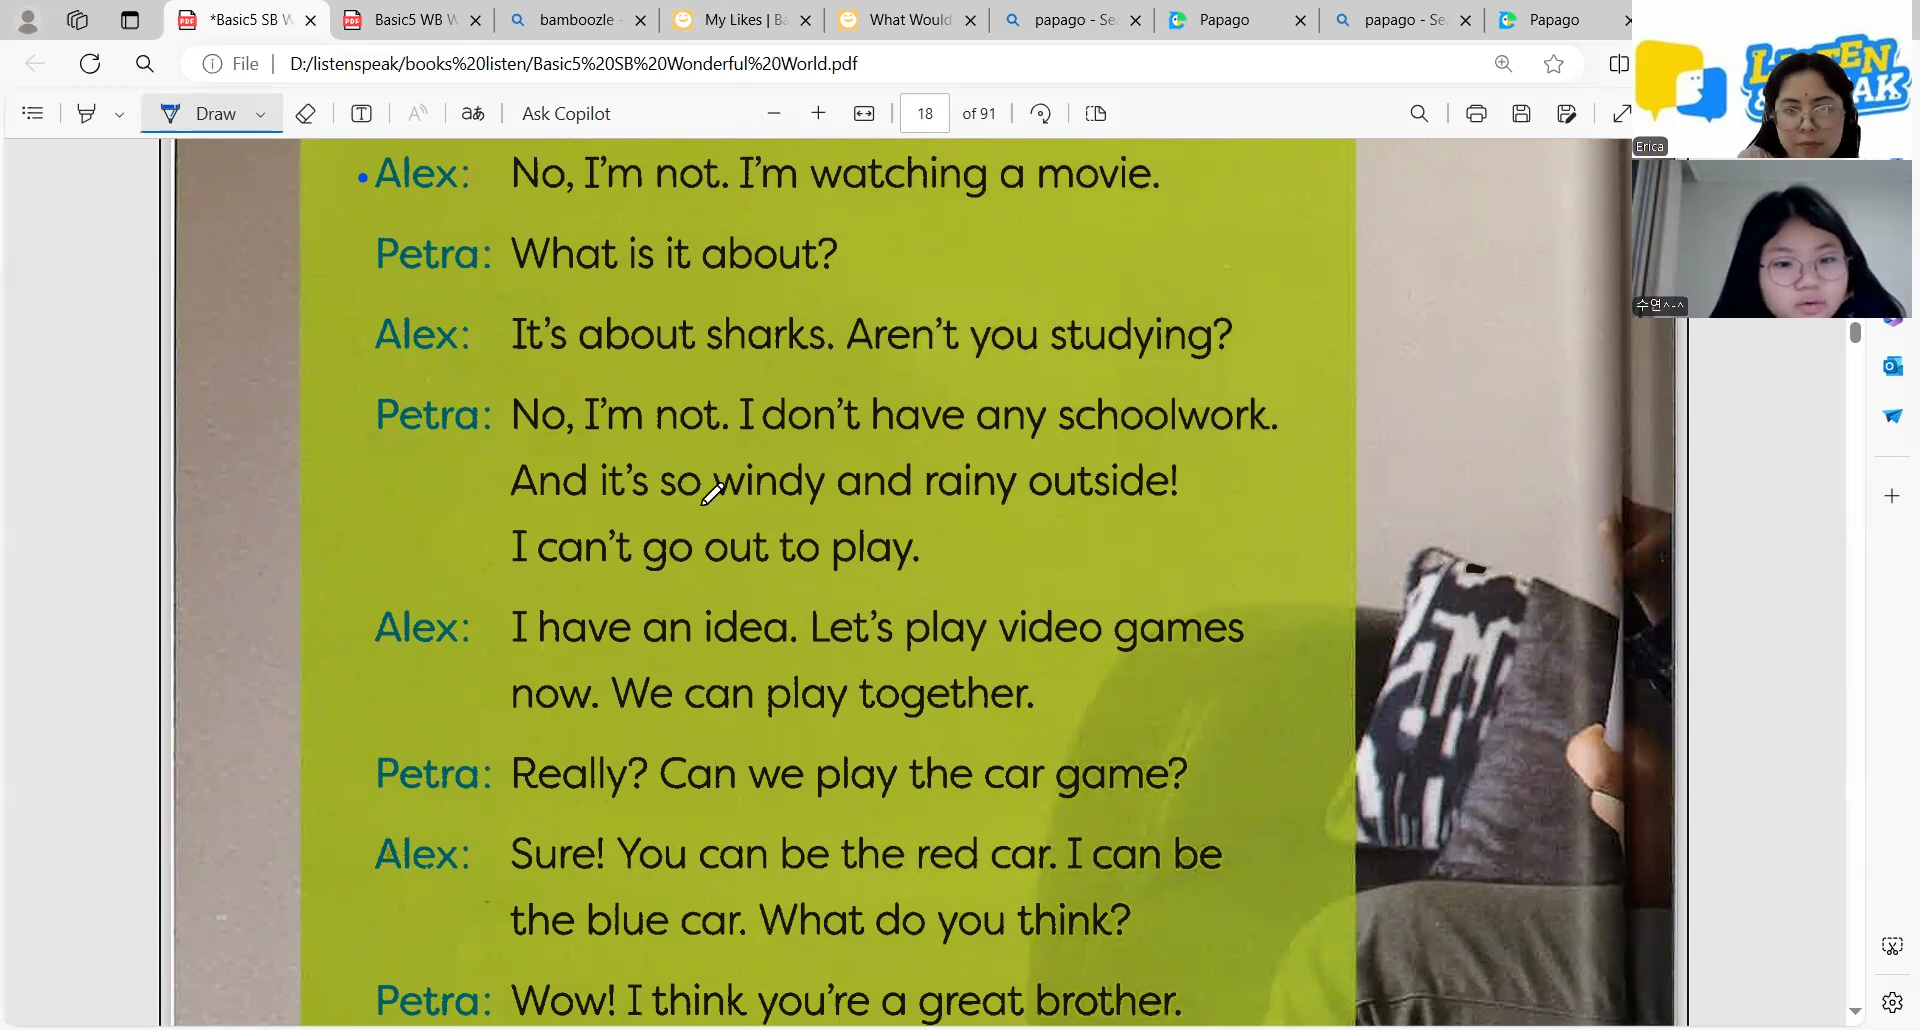 *Basic5 SB W
Basic5 WB W
bamboozle -
My Likes | Ba
What Would
papago - Se
Papago
papago - Se
Papago
File
D:/listenspeak/books%20listen/Basic5%20SB%20Wonderful%20World.pdf
Draw
Ask Copilot
18
of 91
LISTEN
Erica
수연^-^
Alex: No, I'm not. I'm watching a movie.
Petra: What is it about?
Alex: It's about sharks. Aren't you studying?
Petra: No, I'm not. I don't have any schoolwork.
And it's so windy and rainy outside!
I can't go out to play.
Alex: I have an idea. Let's play video games
now. We can play together.
Petra: Really? Can we play the car game?
Alex: Sure! You can be the red car. I can be
the blue car. What do you think?
Petra: Wow! I think you're a great brother.